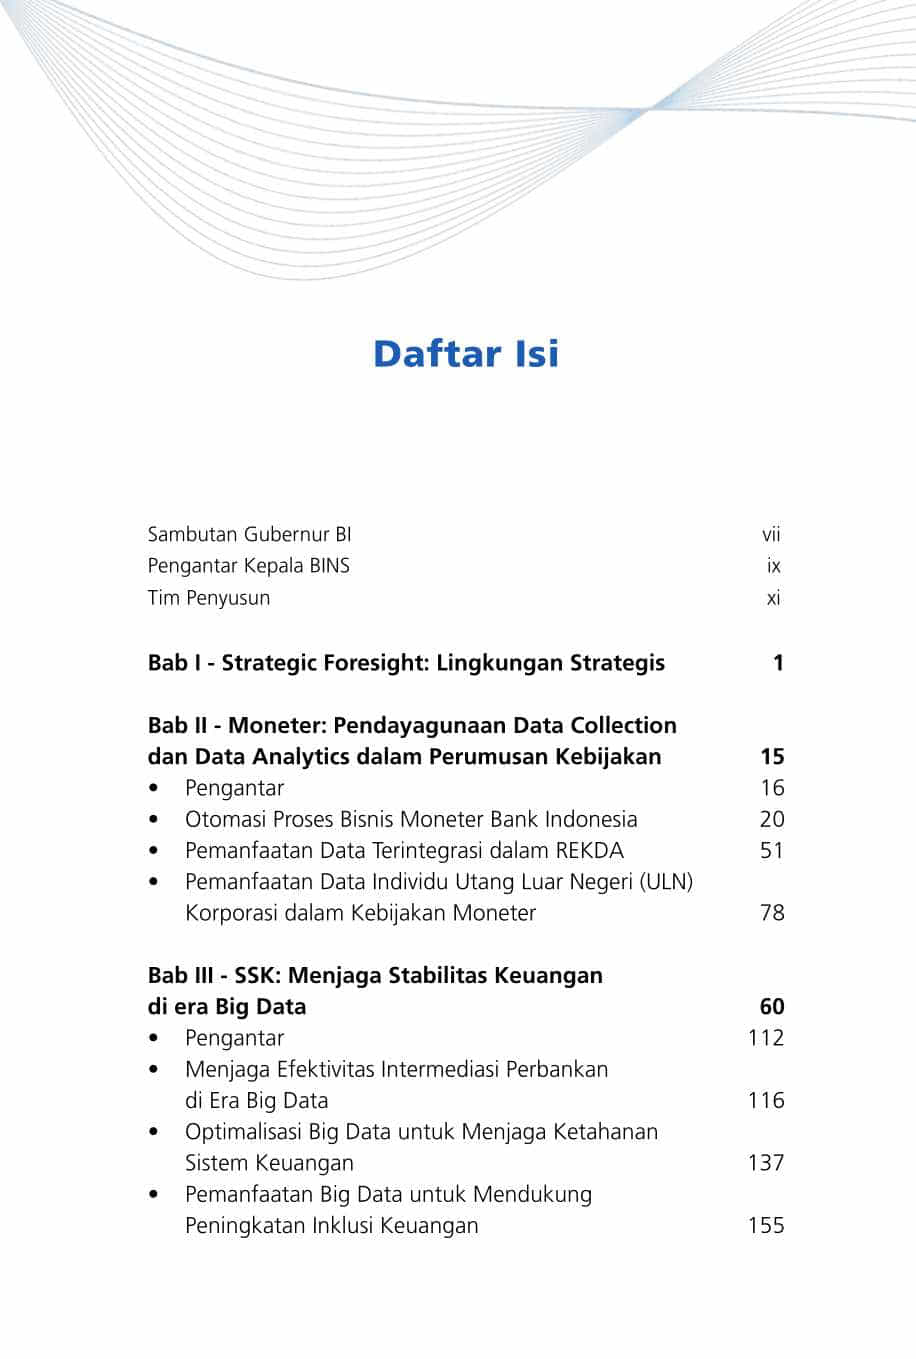 Daftar Isi
Sambutan Gubernur BI vii
Pengantar Kepala BINS ix
Tim Penyusun xi
Bab I - Strategic Foresight: Lingkungan Strategis 1
Bab II - Moneter: Pendayagunaan Data Collection
dan Data Analytics dalam Perumusan Kebijakan 15
• Pengantar 16
• Otomasi Proses Bisnis Moneter Bank Indonesia 20
• Pemanfaatan Data Terintegrasi dalam REKDA 51
• Pemanfaatan Data Individu Utang Luar Negeri (ULN)
Korporasi dalam Kebijakan Moneter 78
Bab III - SSK: Menjaga Stabilitas Keuangan
di era Big Data 60
• Pengantar 112
• Menjaga Efektivitas Intermediasi Perbankan
di Era Big Data 116
• Optimalisasi Big Data untuk Menjaga Ketahanan
Sistem Keuangan 137
• Pemanfaatan Big Data untuk Mendukung
Peningkatan Inklusi Keuangan 155